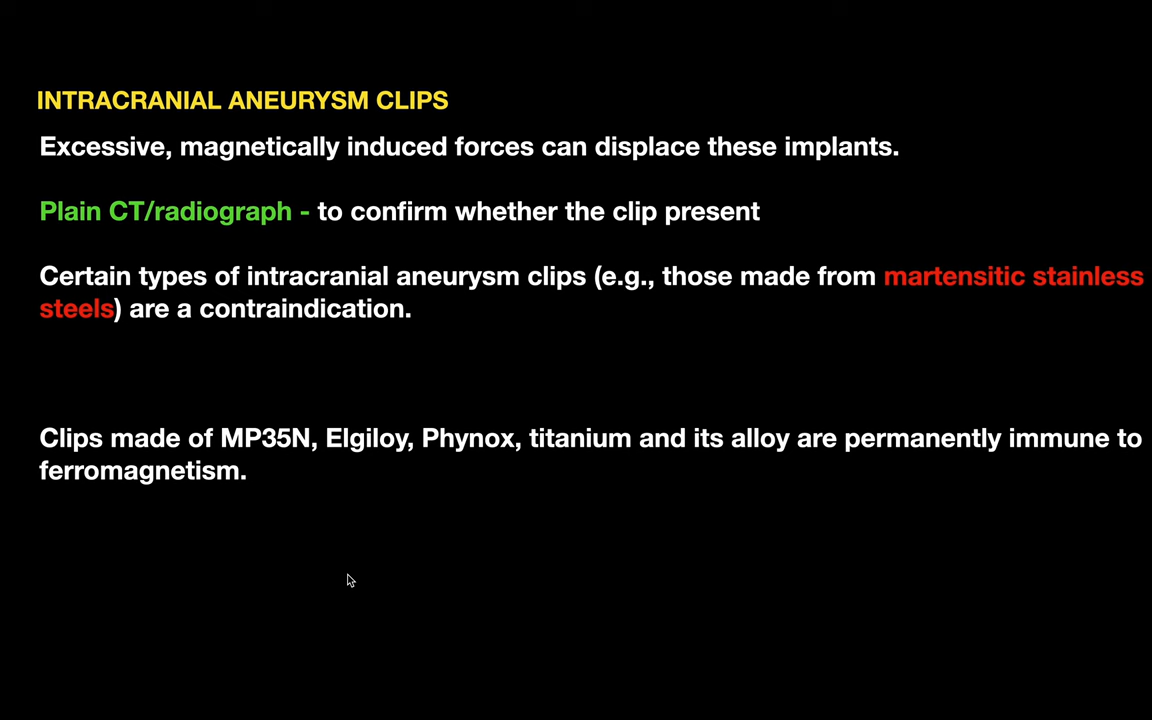 INTRACRANIAL ANEURYSM CLIPS
Excessive, magnetically induced forces can displace these implants.
Plain CT/radiograph - to confirm whether the clip present
Certain types of intracranial aneurysm clips (e.g., those made from martensitic stainless
steels) are a contraindication.
Clips made of MP35N, Elgiloy, Phynox, titanium and its alloy are permanently immune to
ferromagnetism.